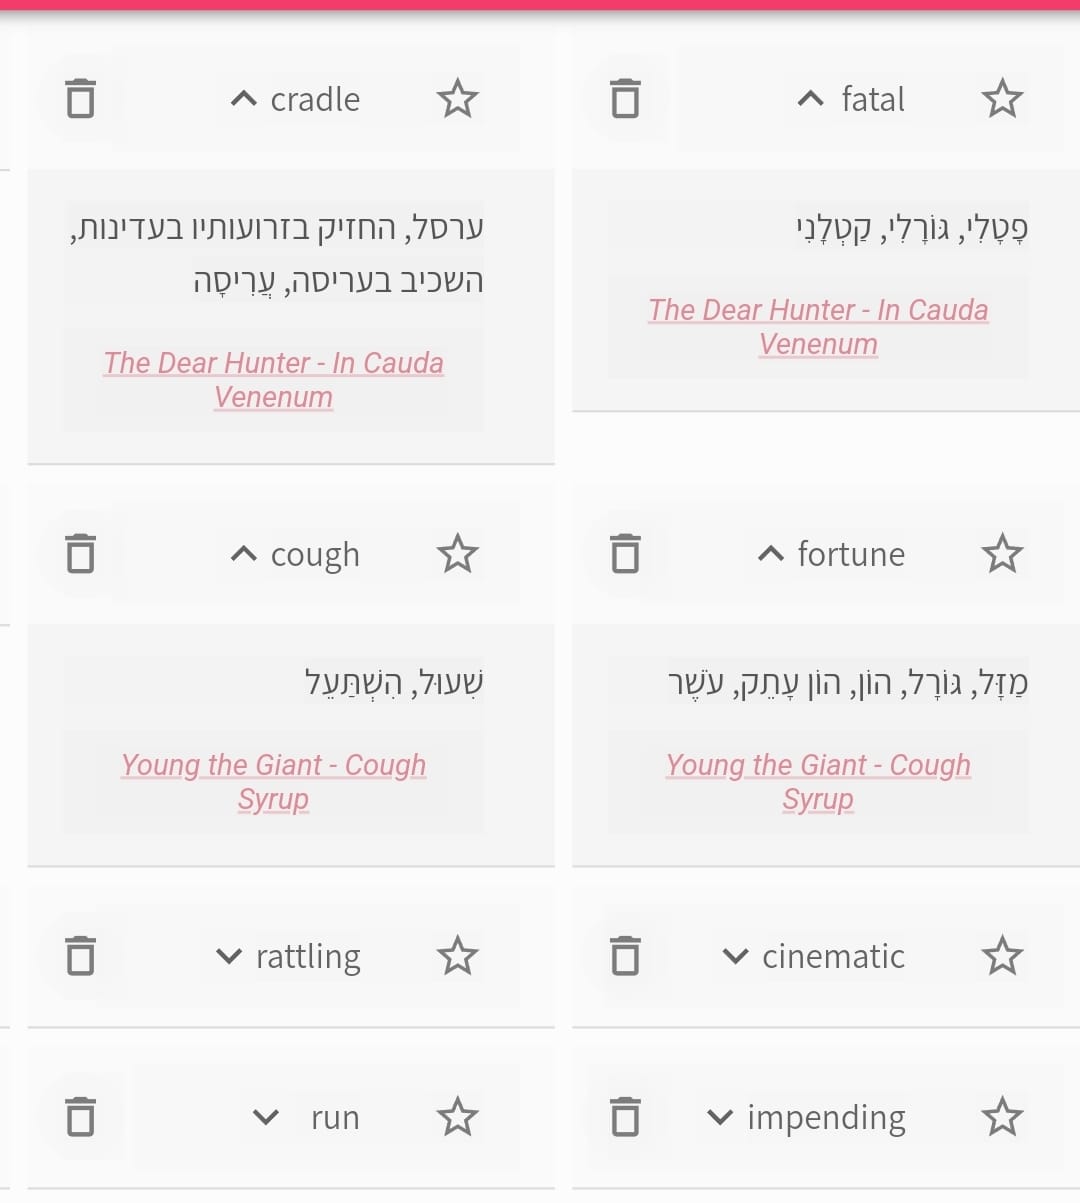 cradle
ערסל, החזיק בזרועותיו בעדינות,
השכיב בעריסה, עֲרִיסָה
The Dear Hunter - In Cauda
Venenum
fatal
פָטָלִי, גּוֹרָלִי, קַטְלָנִי
The Dear Hunter - In Cauda
Venenum
cough
שִׁעוּל, הִשְׁתַּעֵל
Young the Giant - Cough
Syrup
fortune
מַזָּל, גּוֹרָל, הוֹן, הוֹן עָתֵק, עֹשֶׁר
Young the Giant - Cough
Syrup
rattling
cinematic
run
impending